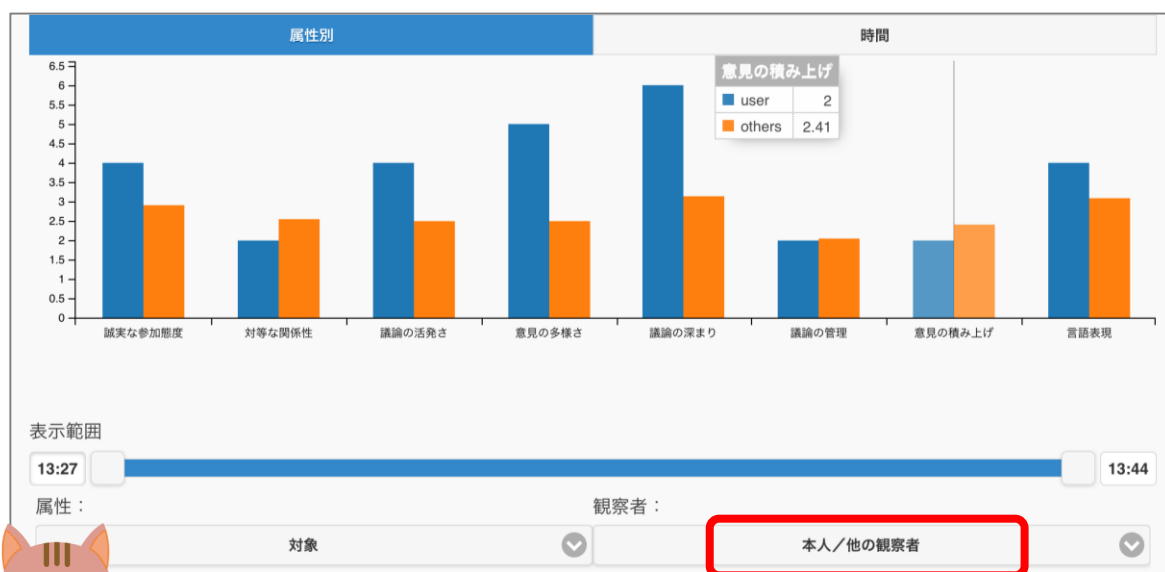 属性別 時間
意見の積み上げ
user 2
others 2.41
6.5
6
5.5
5
4.5
4
3.5
3
2.5
2
1.5
1
0.5
0
誠実な参加態度 対等な関係性 議論の活発さ 意見の多様さ 議論の深まり 議論の管理 意見の積み上げ 言語表現
表示範囲
13:27 13:44
属性： 観察者：
対象 本人／他の観察者